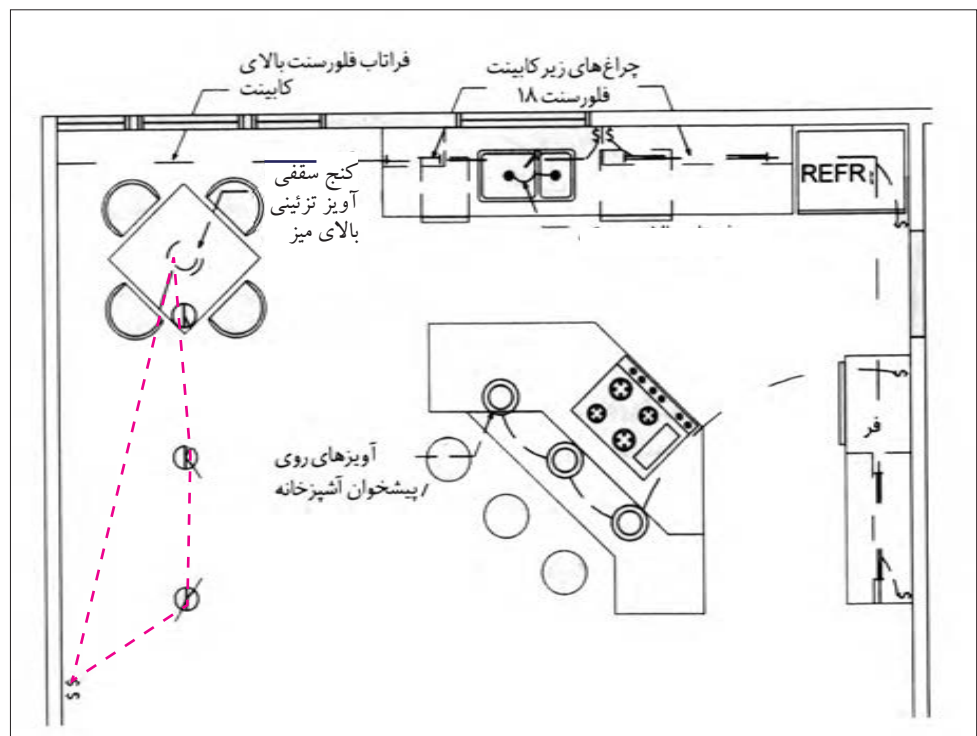 فراتاب فلورسنت بالای
کابینت
چراغ‌های زیر کابینت
فلورسنت ۱۸
کنج سقفی
آویز تزئینی
بالای میز
REFR.
آویزهای روی
پیشخوان آشپزخانه
فر
$ $
$
$
$
$ $